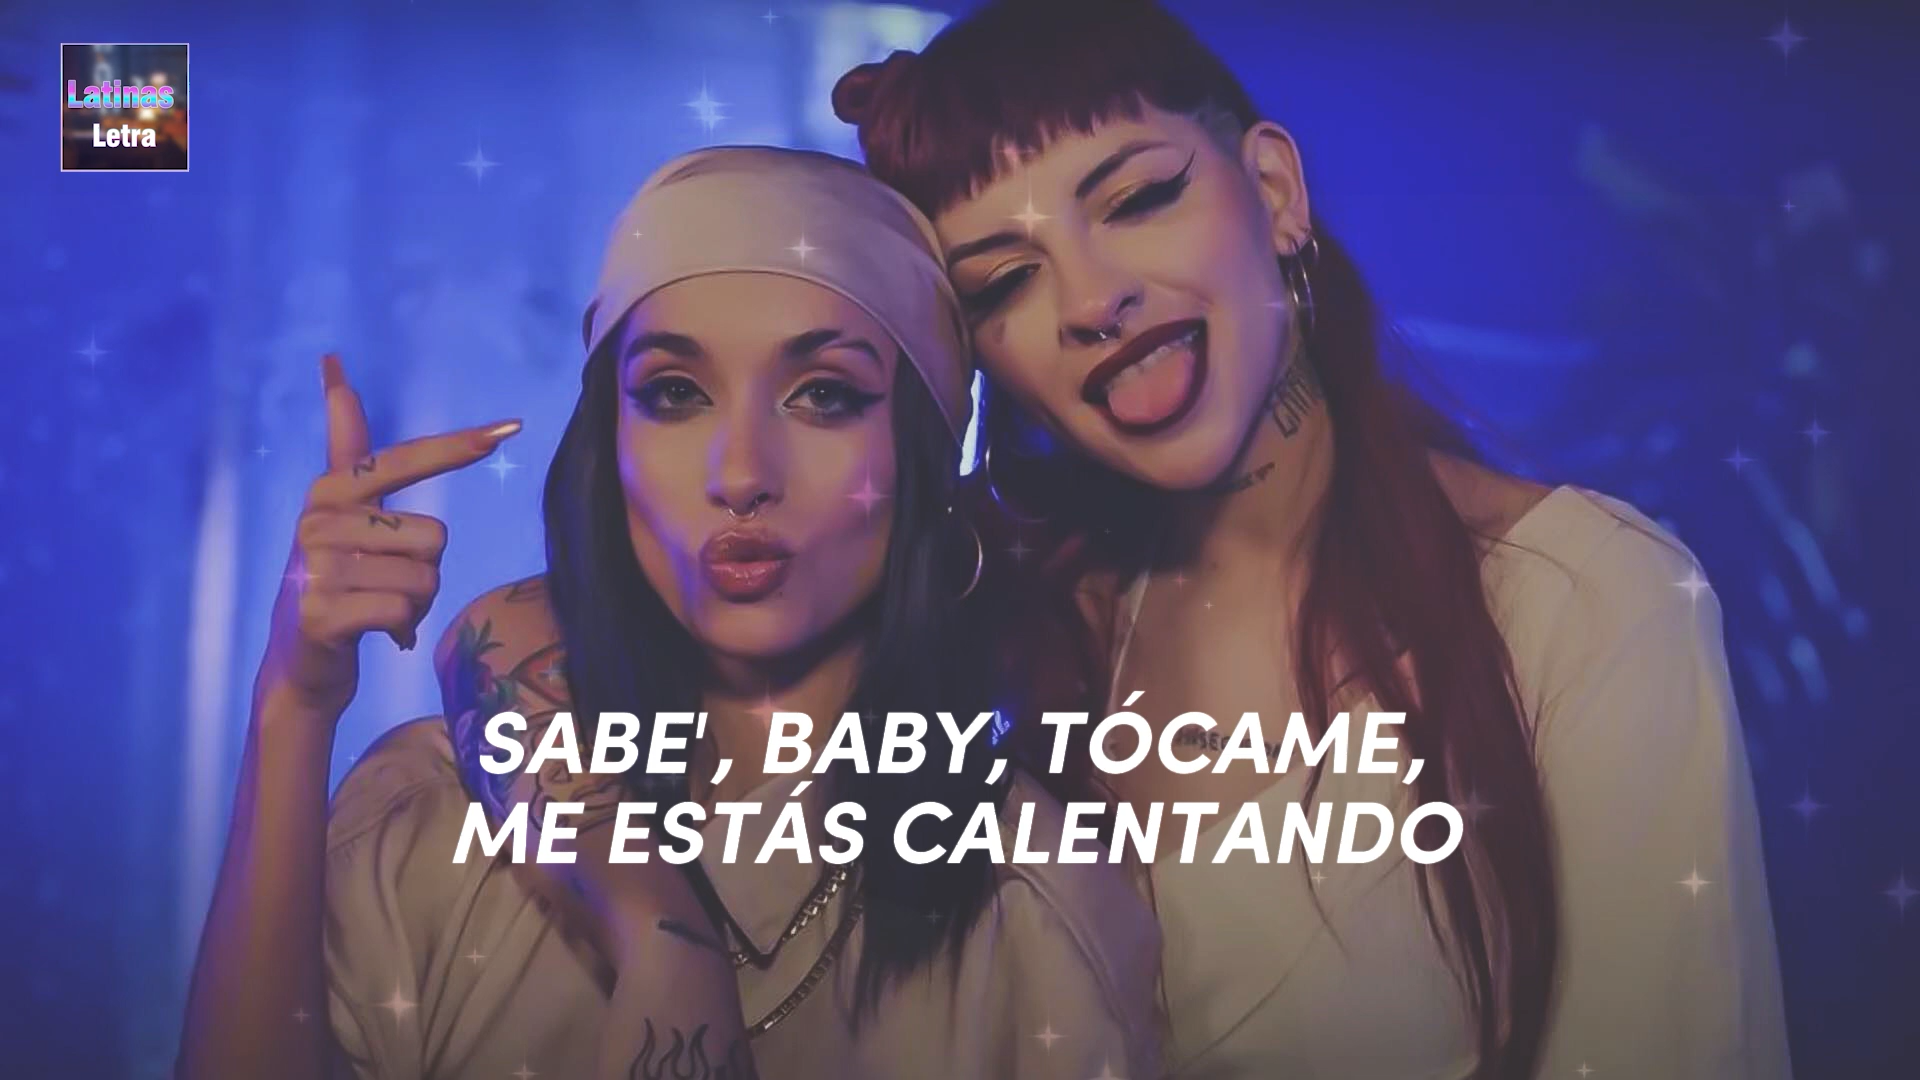 Latinas
Letra
SABE', BABY, TÓCAME,
ME ESTÁS CALENTANDO